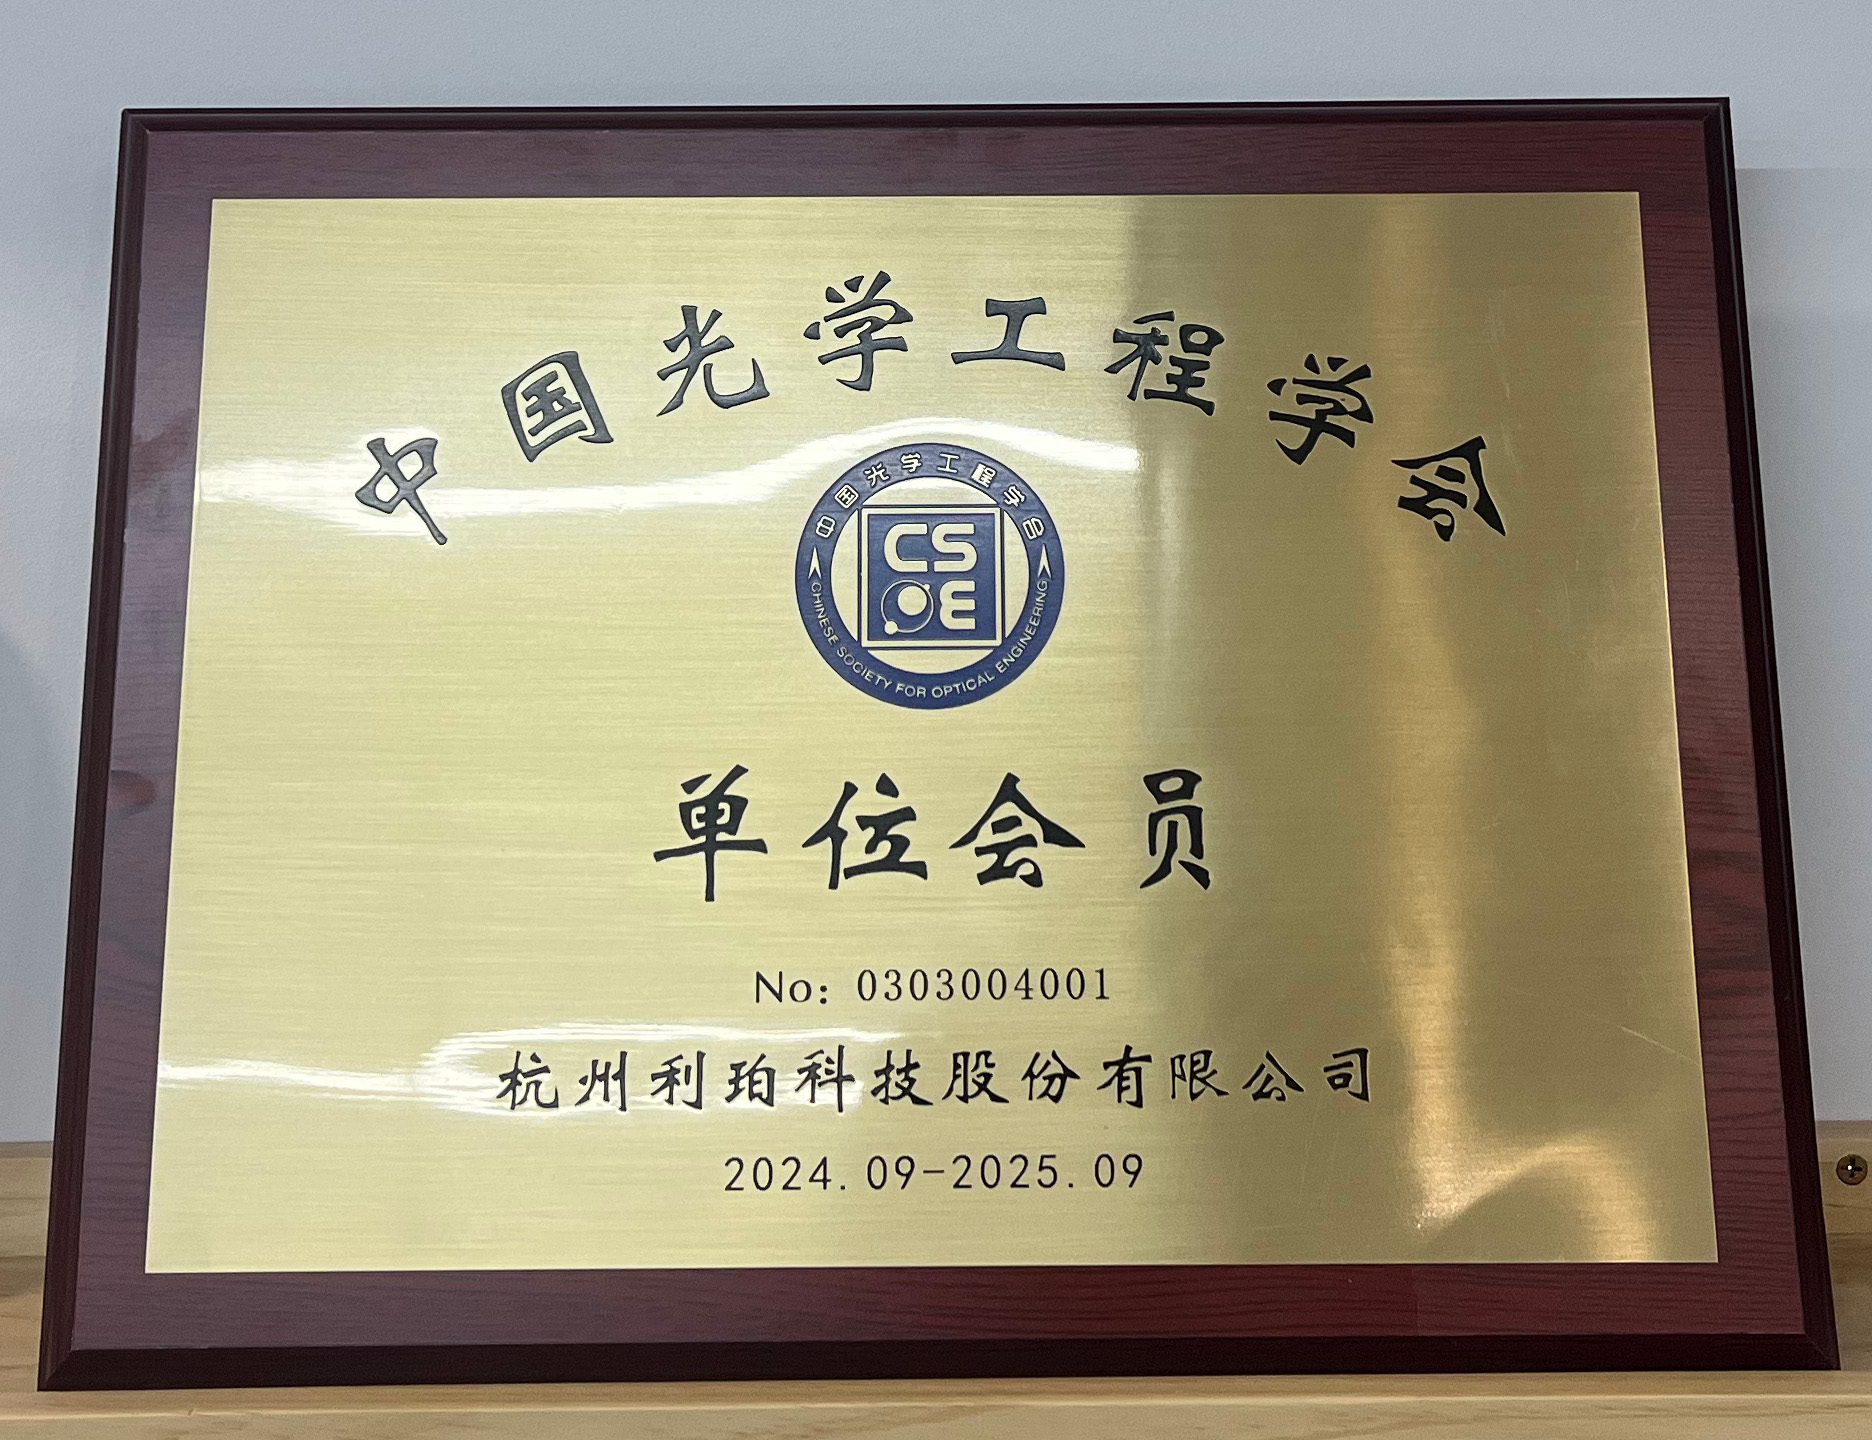 中国光学工程学会
中国光学工程学会
CS
OE
CHINESE SOCIETY FOR OPTICAL ENGINEERING
单位会员
No: 0303004001
杭州利珀科技股份有限公司
2024.09-2025.09